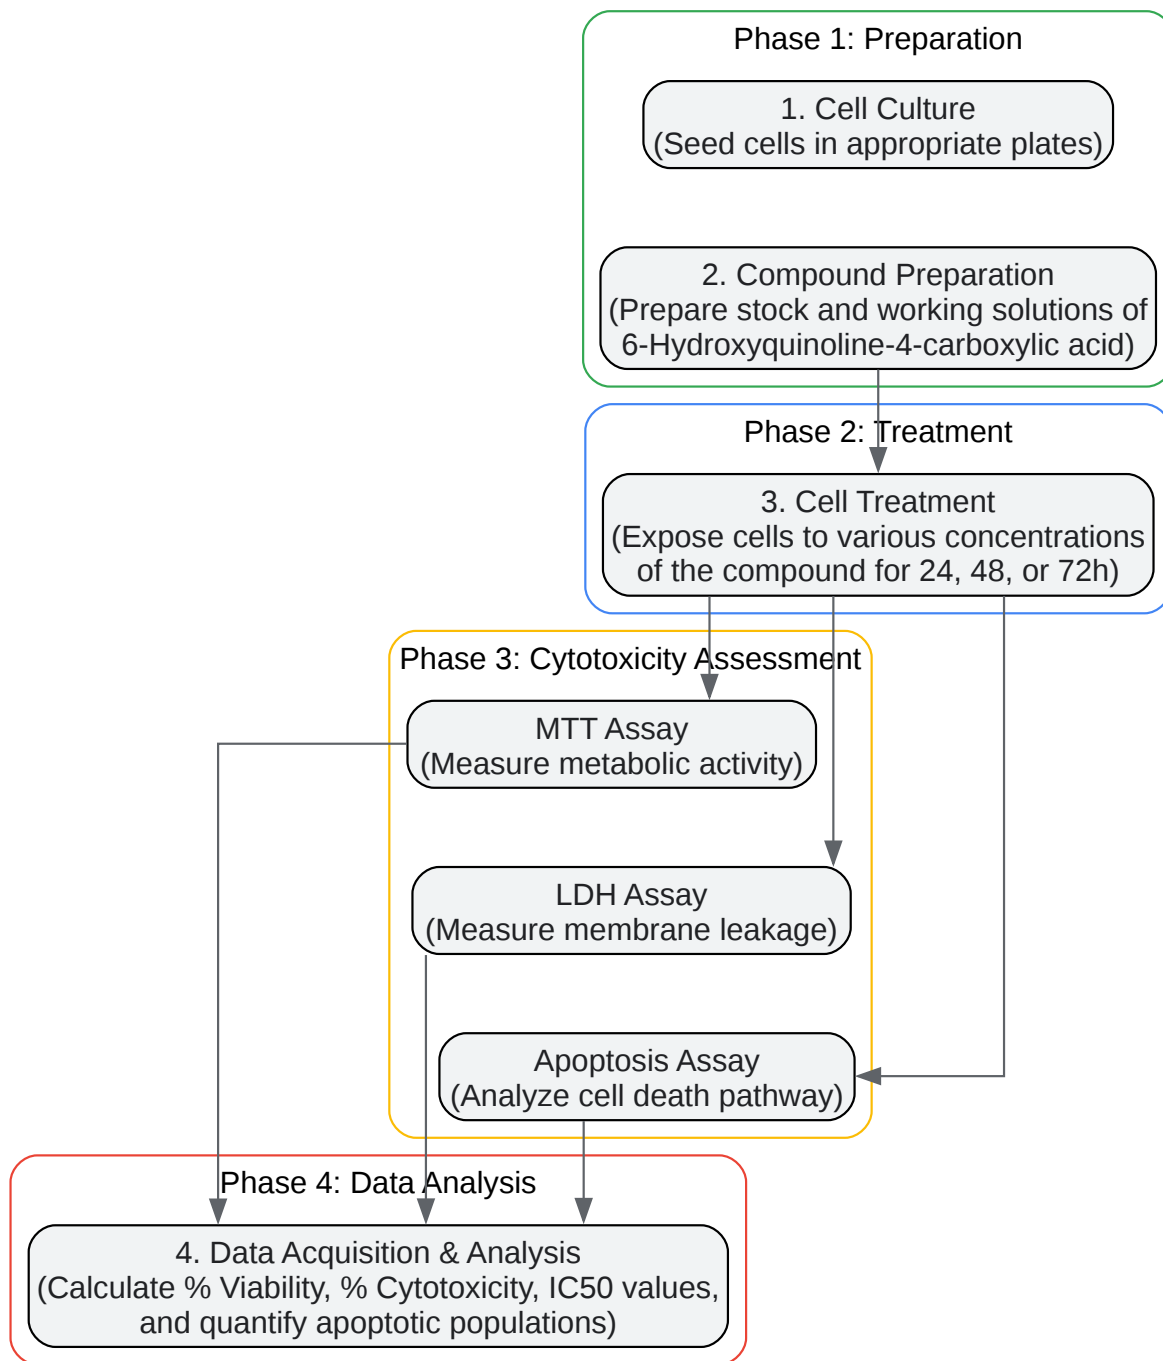 Phase 1: Preparation
1. Cell Culture
(Seed cells in appropriate plates)
2. Compound Preparation
(Prepare stock and working solutions of
6-Hydroxyquinoline-4-carboxylic acid)
Phase 2: Treatment
3. Cell Treatment
(Expose cells to various concentrations
of the compound for 24, 48, or 72h)
Phase 3: Cytotoxicity Assessment
MTT Assay
(Measure metabolic activity)
LDH Assay
(Measure membrane leakage)
Apoptosis Assay
(Analyze cell death pathway)
Phase 4: Data Analysis
4. Data Acquisition & Analysis
(Calculate % Viability, % Cytotoxicity, IC50 values,
and quantify apoptotic populations)